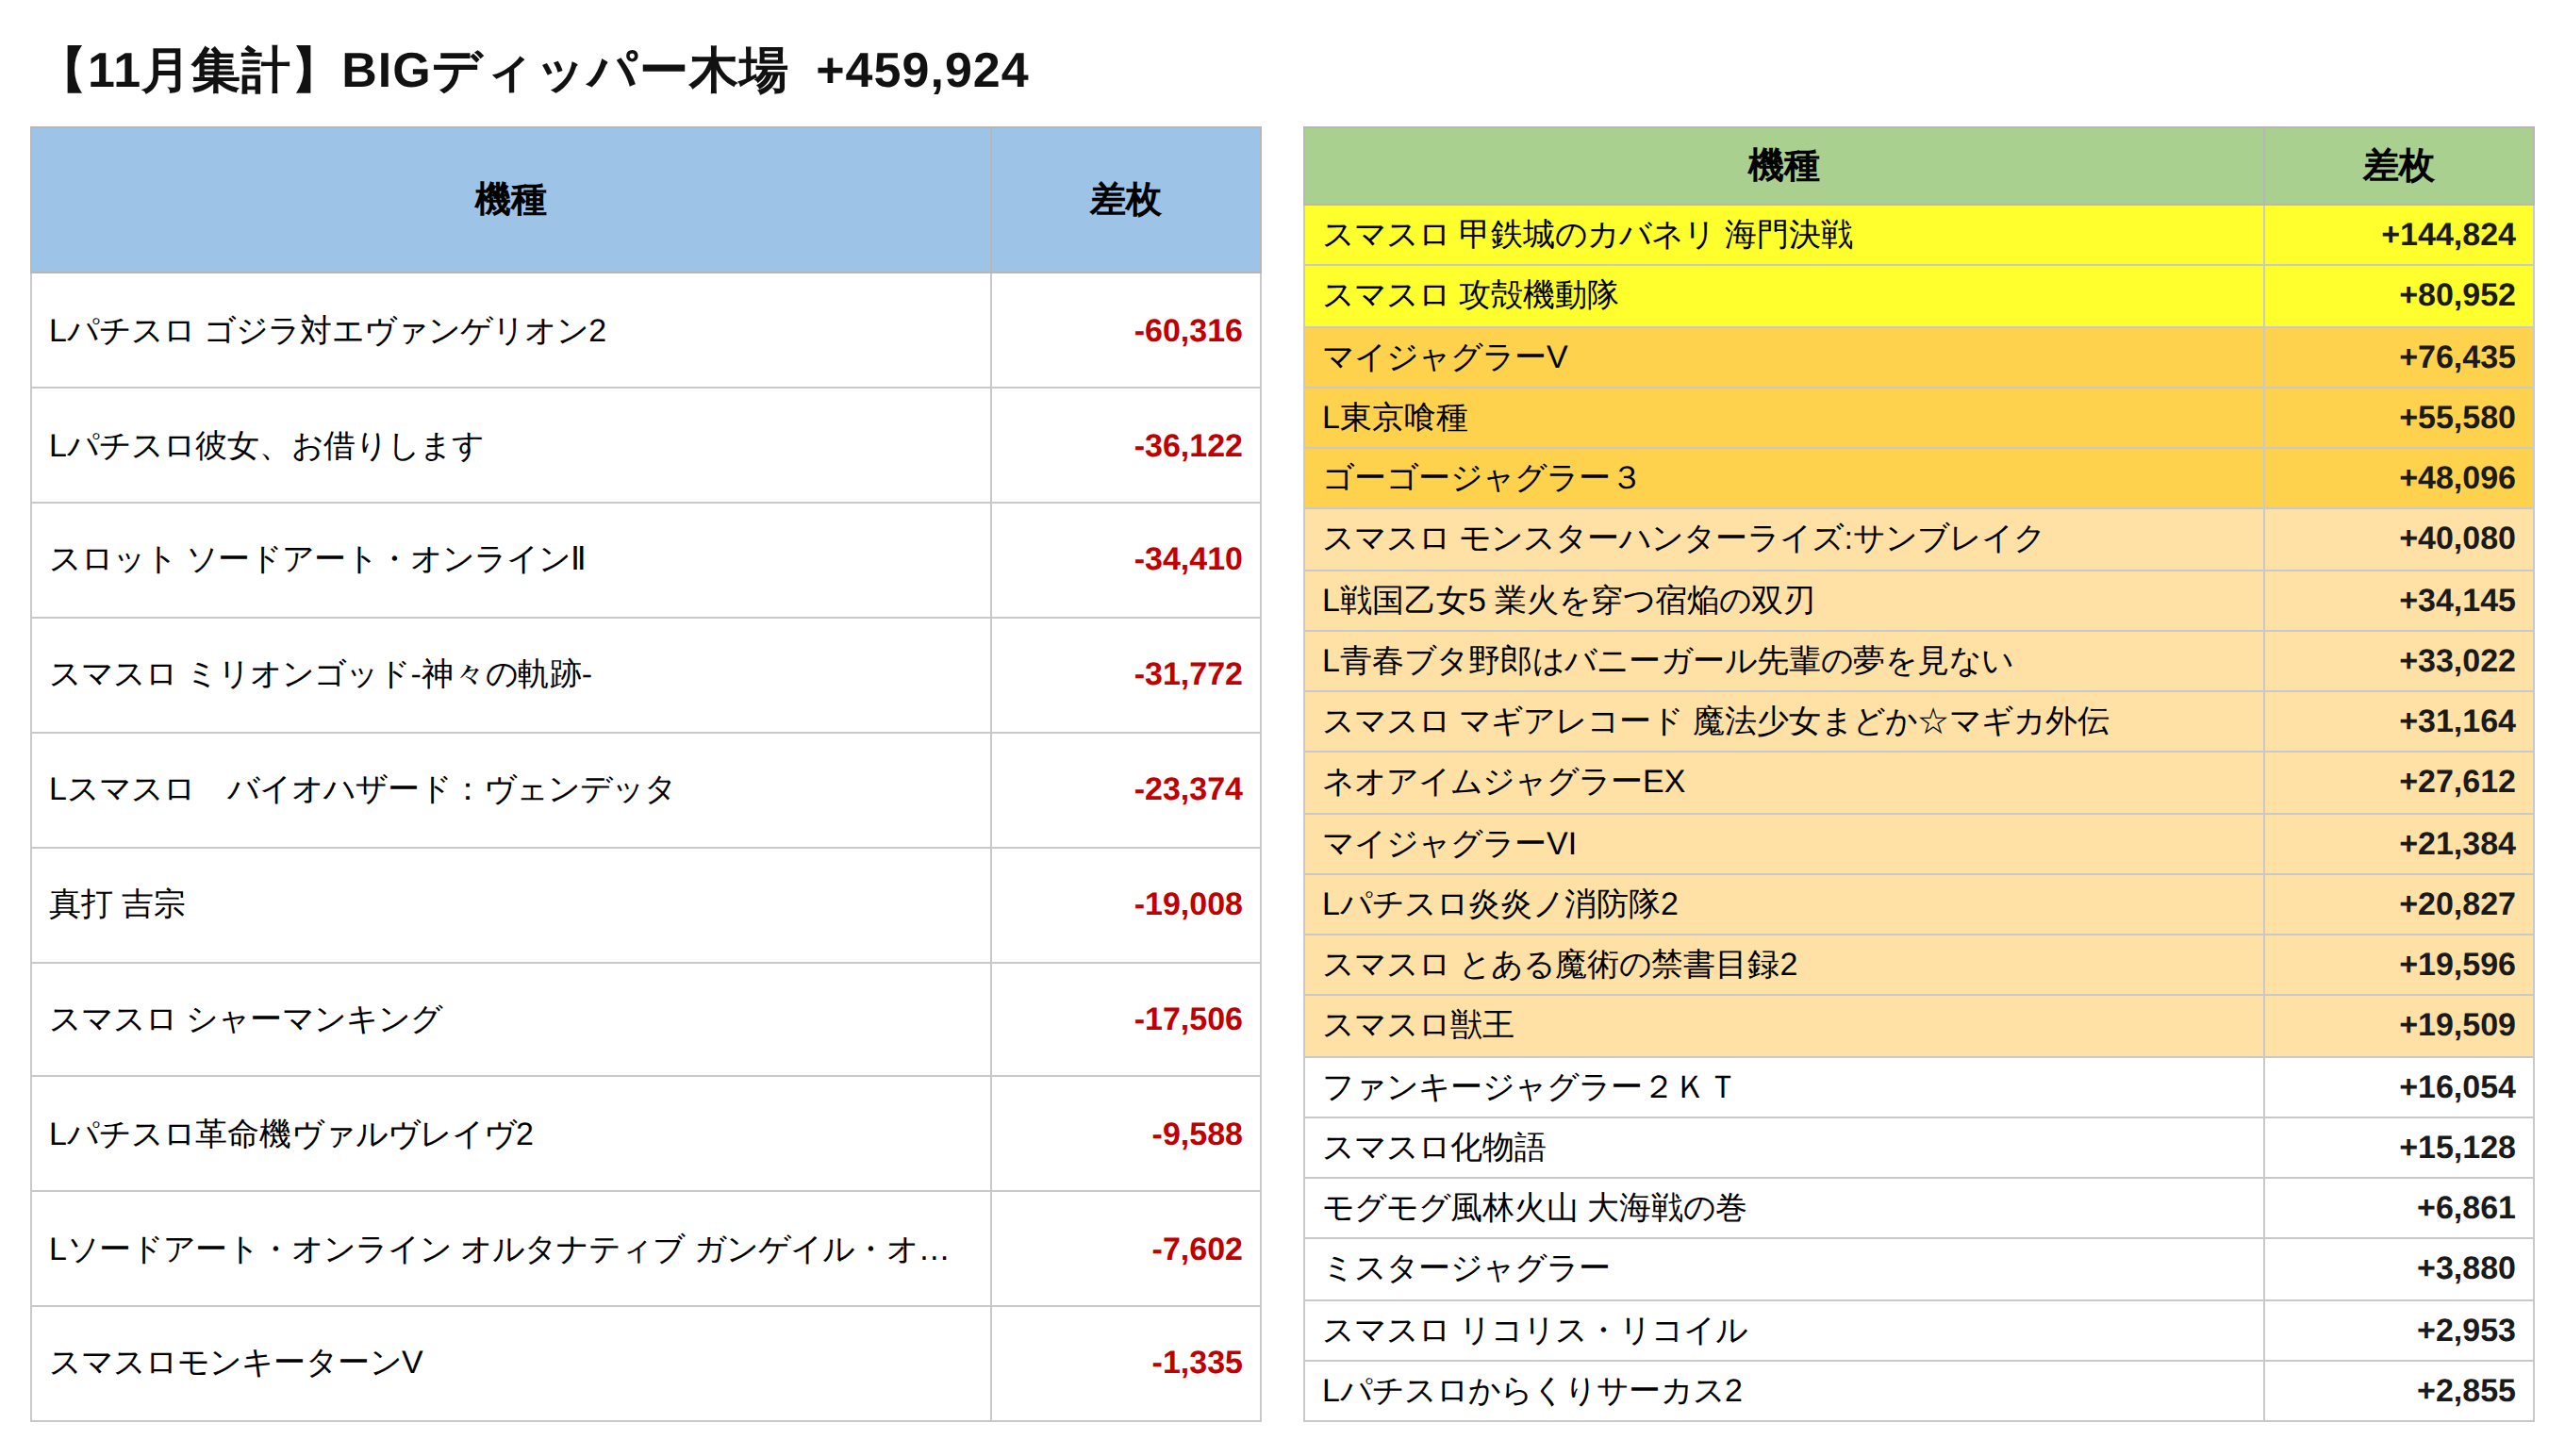 【11月集計】BIGディッパー木場 +459,924
機種 差枚
Lパチスロ ゴジラ対エヴァンゲリオン2 -60,316
Lパチスロ彼女、お借りします -36,122
スロット ソードアート・オンラインⅡ -34,410
スマスロ ミリオンゴッド-神々の軌跡- -31,772
Lスマスロ　バイオハザード：ヴェンデッタ -23,374
真打 吉宗 -19,008
スマスロ シャーマンキング -17,506
Lパチスロ革命機ヴァルヴレイヴ2 -9,588
Lソードアート・オンライン オルタナティブ ガンゲイル・オ… -7,602
スマスロモンキーターンV -1,335
機種 差枚
スマスロ 甲鉄城のカバネリ 海門決戦 +144,824
スマスロ 攻殻機動隊 +80,952
マイジャグラーV +76,435
L東京喰種 +55,580
ゴーゴージャグラー３ +48,096
スマスロ モンスターハンターライズ:サンブレイク +40,080
L戦国乙女5 業火を穿つ宿焔の双刃 +34,145
L青春ブタ野郎はバニーガール先輩の夢を見ない +33,022
スマスロ マギアレコード 魔法少女まどか☆マギカ外伝 +31,164
ネオアイムジャグラーEX +27,612
マイジャグラーVI +21,384
Lパチスロ炎炎ノ消防隊2 +20,827
スマスロ とある魔術の禁書目録2 +19,596
スマスロ獣王 +19,509
ファンキージャグラー２ＫＴ +16,054
スマスロ化物語 +15,128
モグモグ風林火山 大海戦の巻 +6,861
ミスタージャグラー +3,880
スマスロ リコリス・リコイル +2,953
Lパチスロからくりサーカス2 +2,855